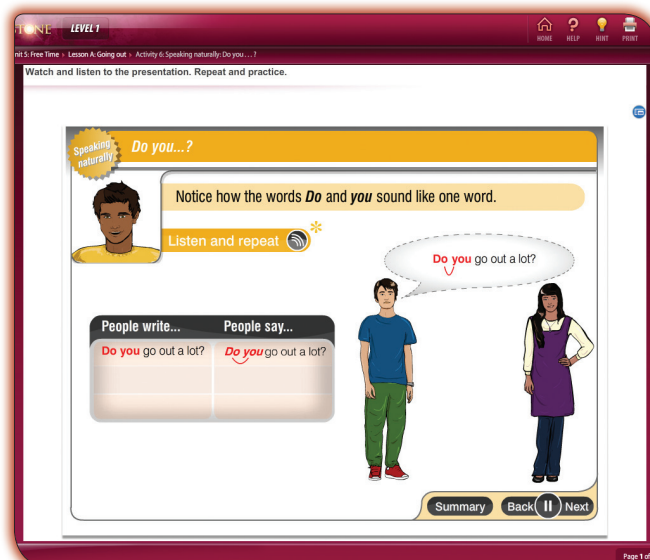 STONE LEVEL 1
HOME HELP HINT PRINT
nit 5: Free Time » Lesson A: Going out » Activity 6: Speaking naturally: Do you . . . ?
Watch and listen to the presentation. Repeat and practice.
Speaking naturally
Do you...?
Notice how the words Do and you sound like one word.
Listen and repeat *
Do you go out a lot?
People write... People say...
Do you go out a lot? Do you go out a lot?
Summary Back Next
Page 1 of